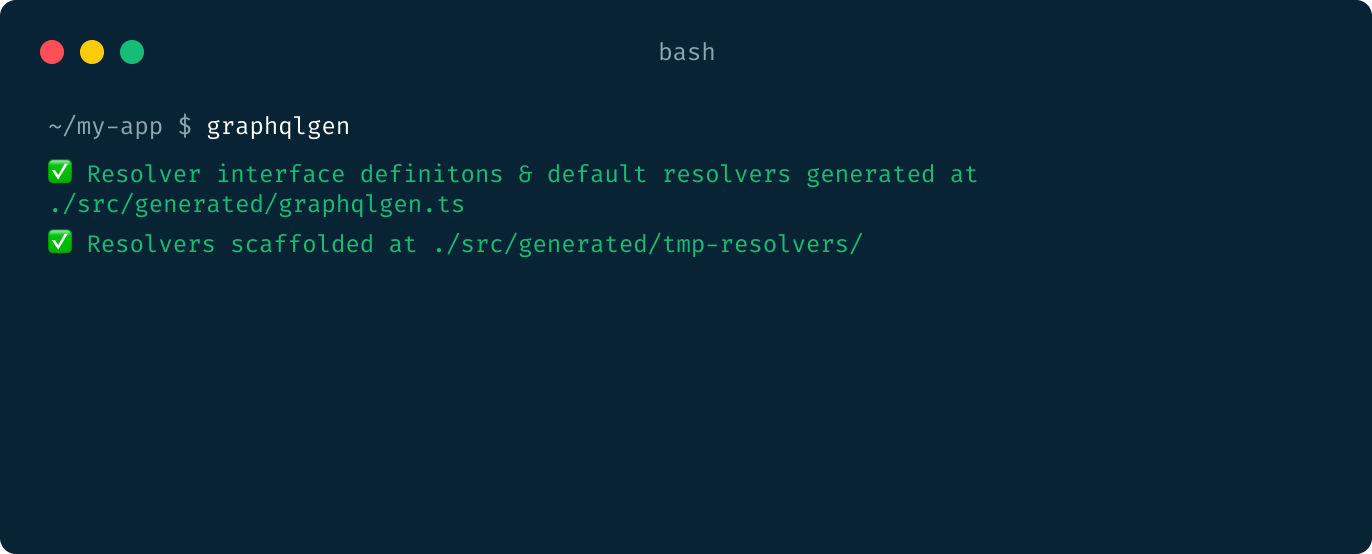 bash
~/my-app $ graphqlgen
✅ Resolver interface definitons & default resolvers generated at
./src/generated/graphqlgen.ts
✅ Resolvers scaffolded at ./src/generated/tmp-resolvers/